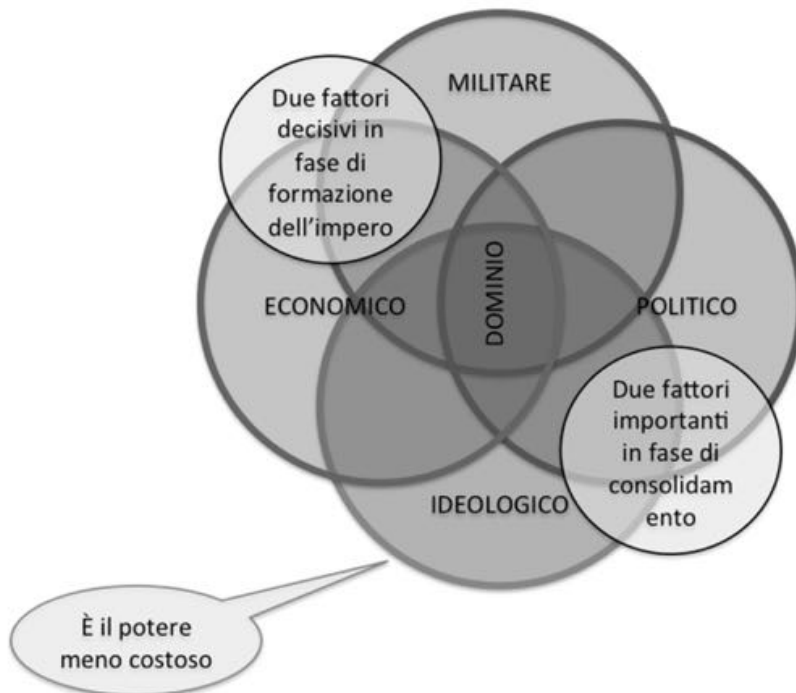 MILITARE
Due fattori
decisivi in
fase di
formazione
dell'impero
ECONOMICO
DOMINIO
POLITICO
Due fattori
importanti
in fase di
consolidam
ento
IDEOLOGICO
È il potere
meno costoso